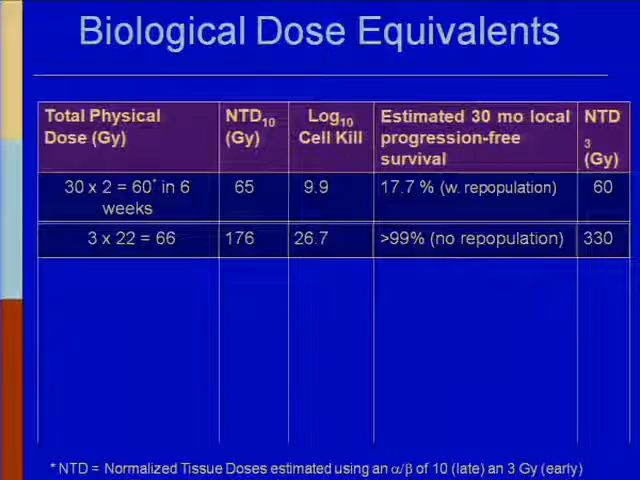 Biological Dose Equivalents
Total Physical Dose (Gy) NTD10 (Gy) Log10 Cell Kill Estimated 30 mo local progression-free survival NTD 3 (Gy)
30 x 2 = 60* in 6 weeks 65 9.9 17.7 % (w. repopulation) 60
3 x 22 = 66 176 26.7 >99% (no repopulation) 330
* NTD = Normalized Tissue Doses estimated using an α/β of 10 (late) an 3 Gy (early)